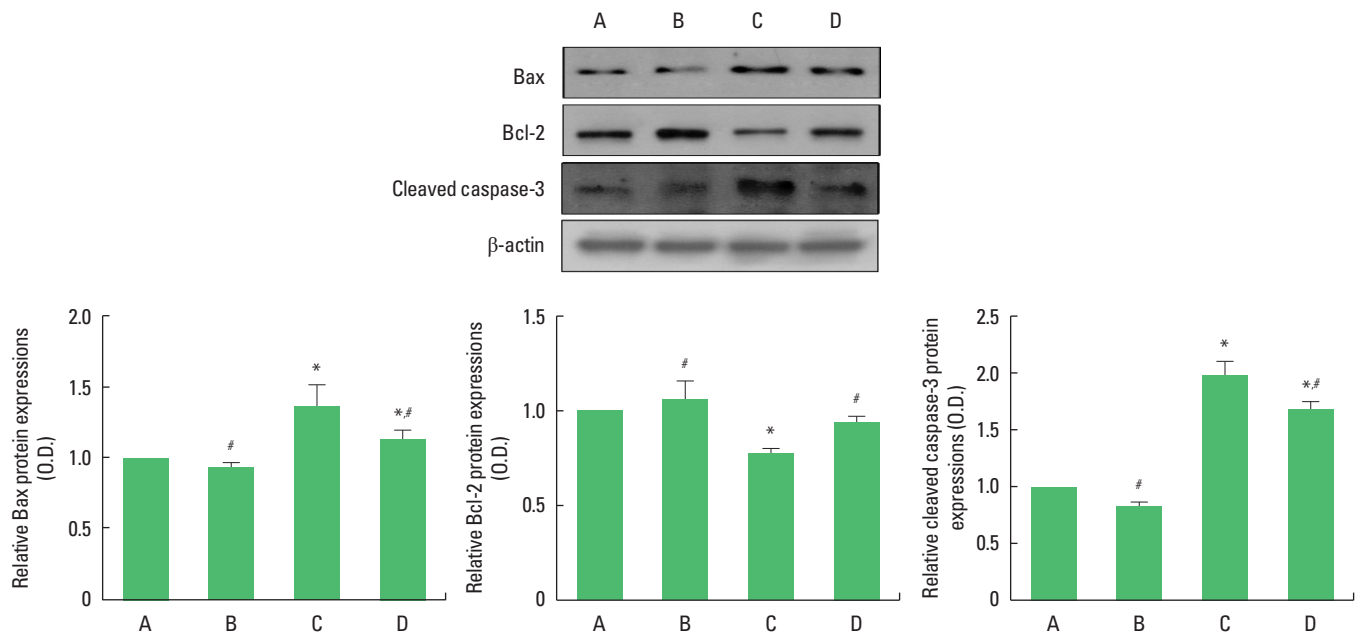 A B C D
Bax
Bcl-2
Cleaved caspase-3
β-actin
Relative Bax protein expressions
(O.D.)
2.0
1.5
1.0
0.5
0
#
*
*,#
A B C D
Relative Bcl-2 protein expressions
(O.D.)
1.5
1.0
0.5
0
#
*
#
A B C D
Relative cleaved caspase-3 protein
expressions (O.D.)
2.5
2.0
1.5
1.0
0.5
0
#
*
*,#
A B C D